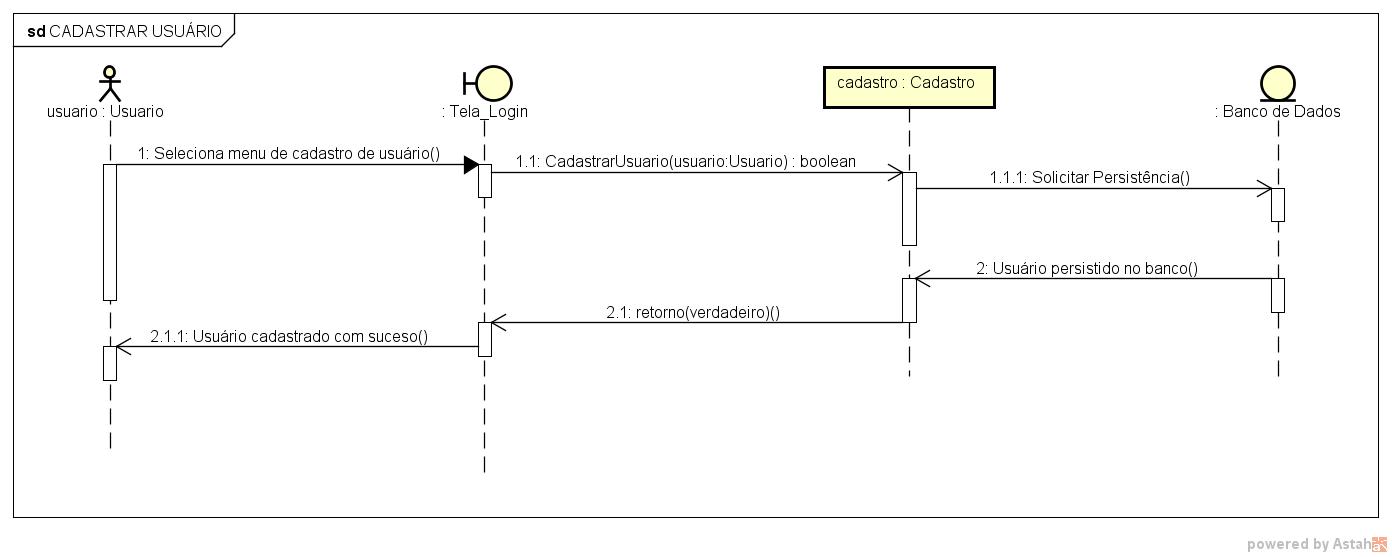 sd CADASTRAR USUÁRIO
usuario : Usuario
: Tela_Login
cadastro : Cadastro
: Banco de Dados
1: Seleciona menu de cadastro de usuário()
1.1: CadastrarUsuario(usuario:Usuario) : boolean
1.1.1: Solicitar Persistência()
2: Usuário persistido no banco()
2.1: retorno(verdadeiro)()
2.1.1: Usuário cadastrado com suceso()
powered by Astah